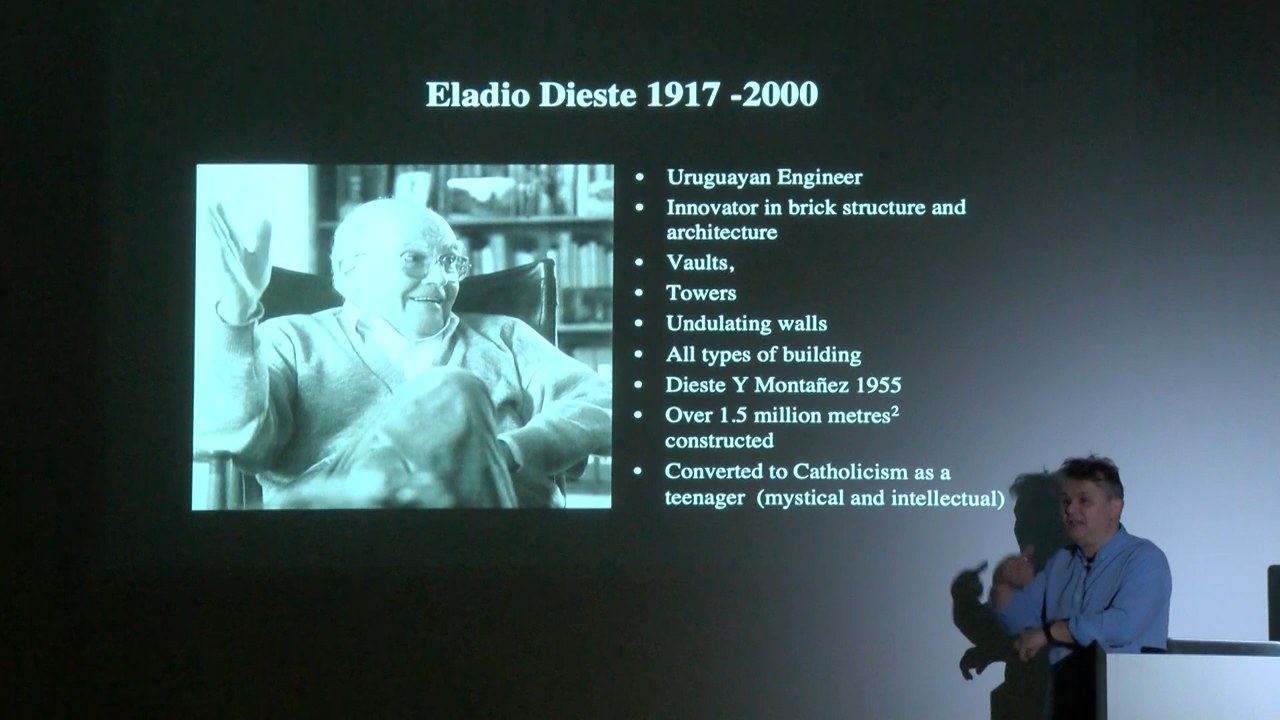 Eladio Dieste 1917 -2000
• Uruguayan Engineer
• Innovator in brick structure and
architecture
• Vaults,
• Towers
• Undulating walls
• All types of building
• Dieste Y Montañez 1955
• Over 1.5 million metres²
constructed
• Converted to Catholicism as a
teenager (mystical and intellectual)